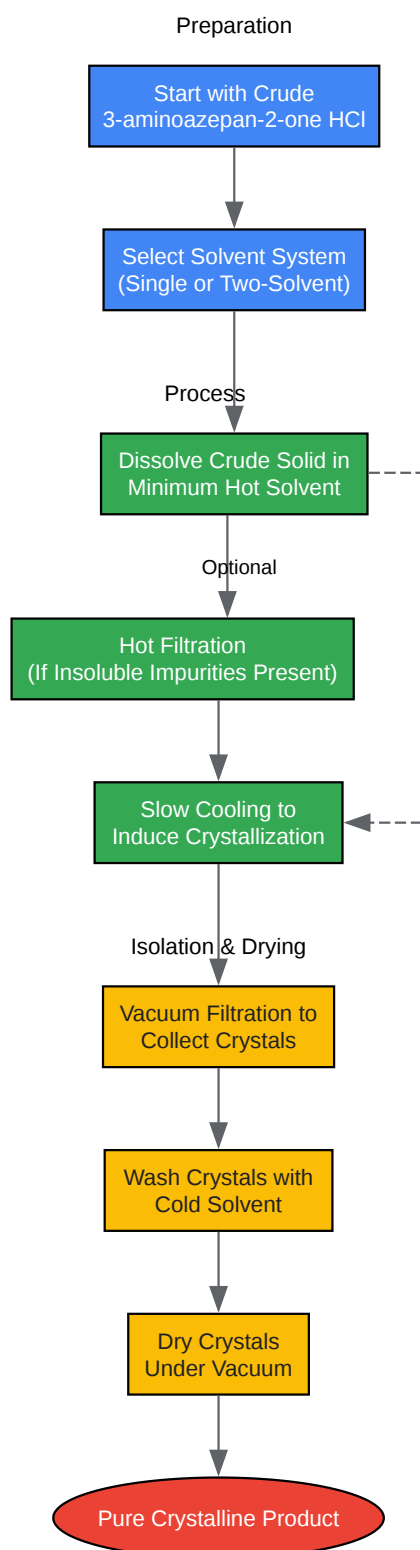 Preparation
Start with Crude
3-aminoazepan-2-one HCl
Select Solvent System
(Single or Two-Solvent)
Process
Dissolve Crude Solid in
Minimum Hot Solvent
Optional
Hot Filtration
(If Insoluble Impurities Present)
Slow Cooling to
Induce Crystallization
Isolation & Drying
Vacuum Filtration to
Collect Crystals
Wash Crystals with
Cold Solvent
Dry Crystals
Under Vacuum
Pure Crystalline Product